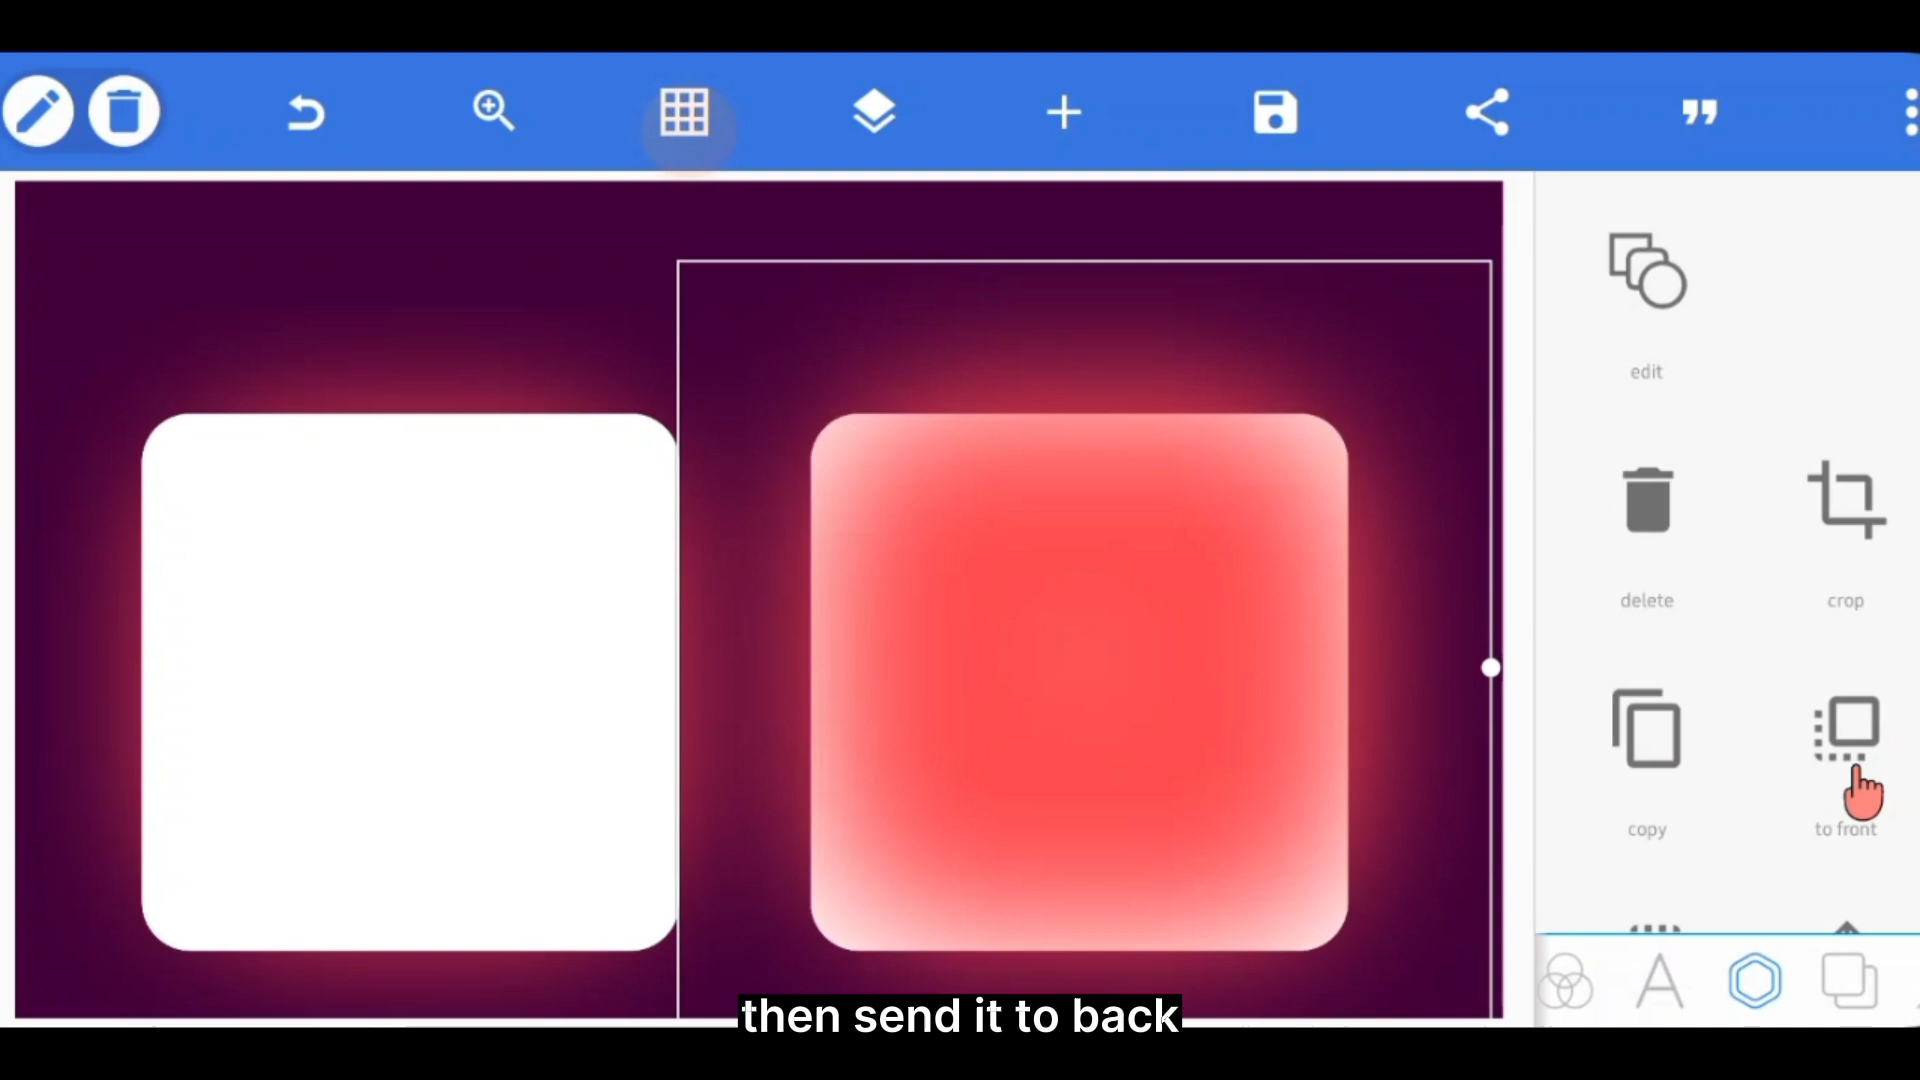 edit
delete
crop
copy
to front
then send it to back